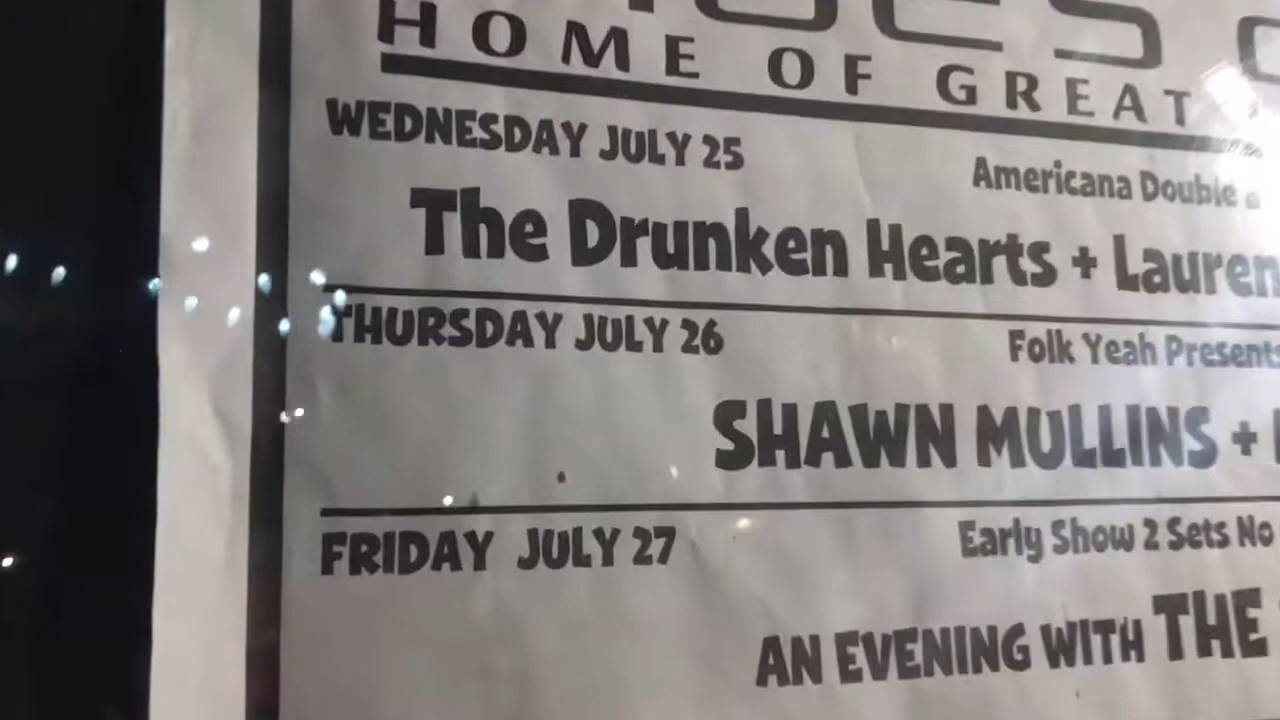 HOME OF GREAT
WEDNESDAY JULY 25
Americana Double
The Drunken Hearts + Lauren
THURSDAY JULY 26
Folk Yeah Presents
SHAWN MULLINS +
FRIDAY JULY 27
Early Show 2 Sets No
AN EVENING WITH THE